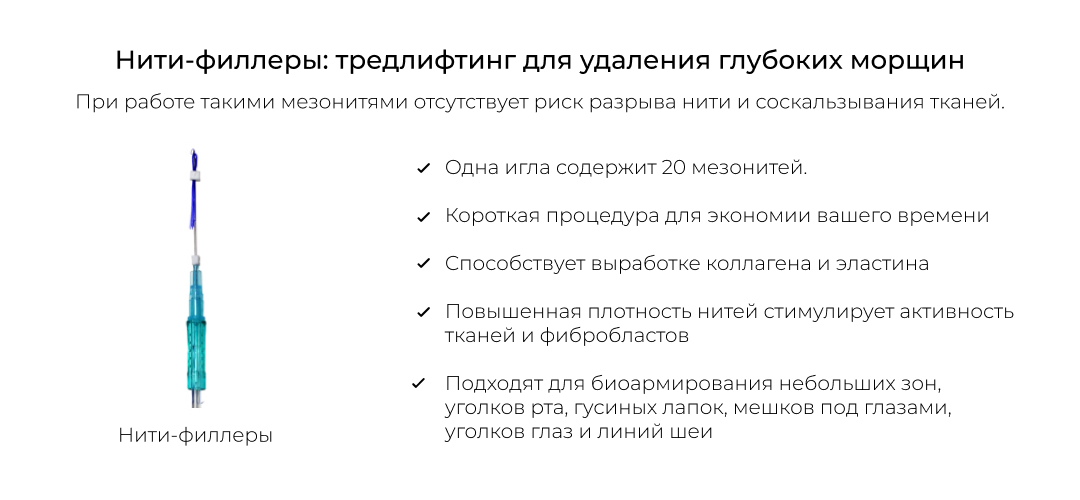 Нити-филлеры: тредлифтинг для удаления глубоких морщин
При работе такими мезонитями отсутствует риск разрыва нити и соскальзывания тканей.
Одна игла содержит 20 мезонитей.
Короткая процедура для экономии вашего времени
Способствует выработке коллагена и эластина
Повышенная плотность нитей стимулирует активность
тканей и фибробластов
Подходят для биоармирования небольших зон,
уголков рта, гусиных лапок, мешков под глазами,
уголков глаз и линий шеи
Нити-филлеры